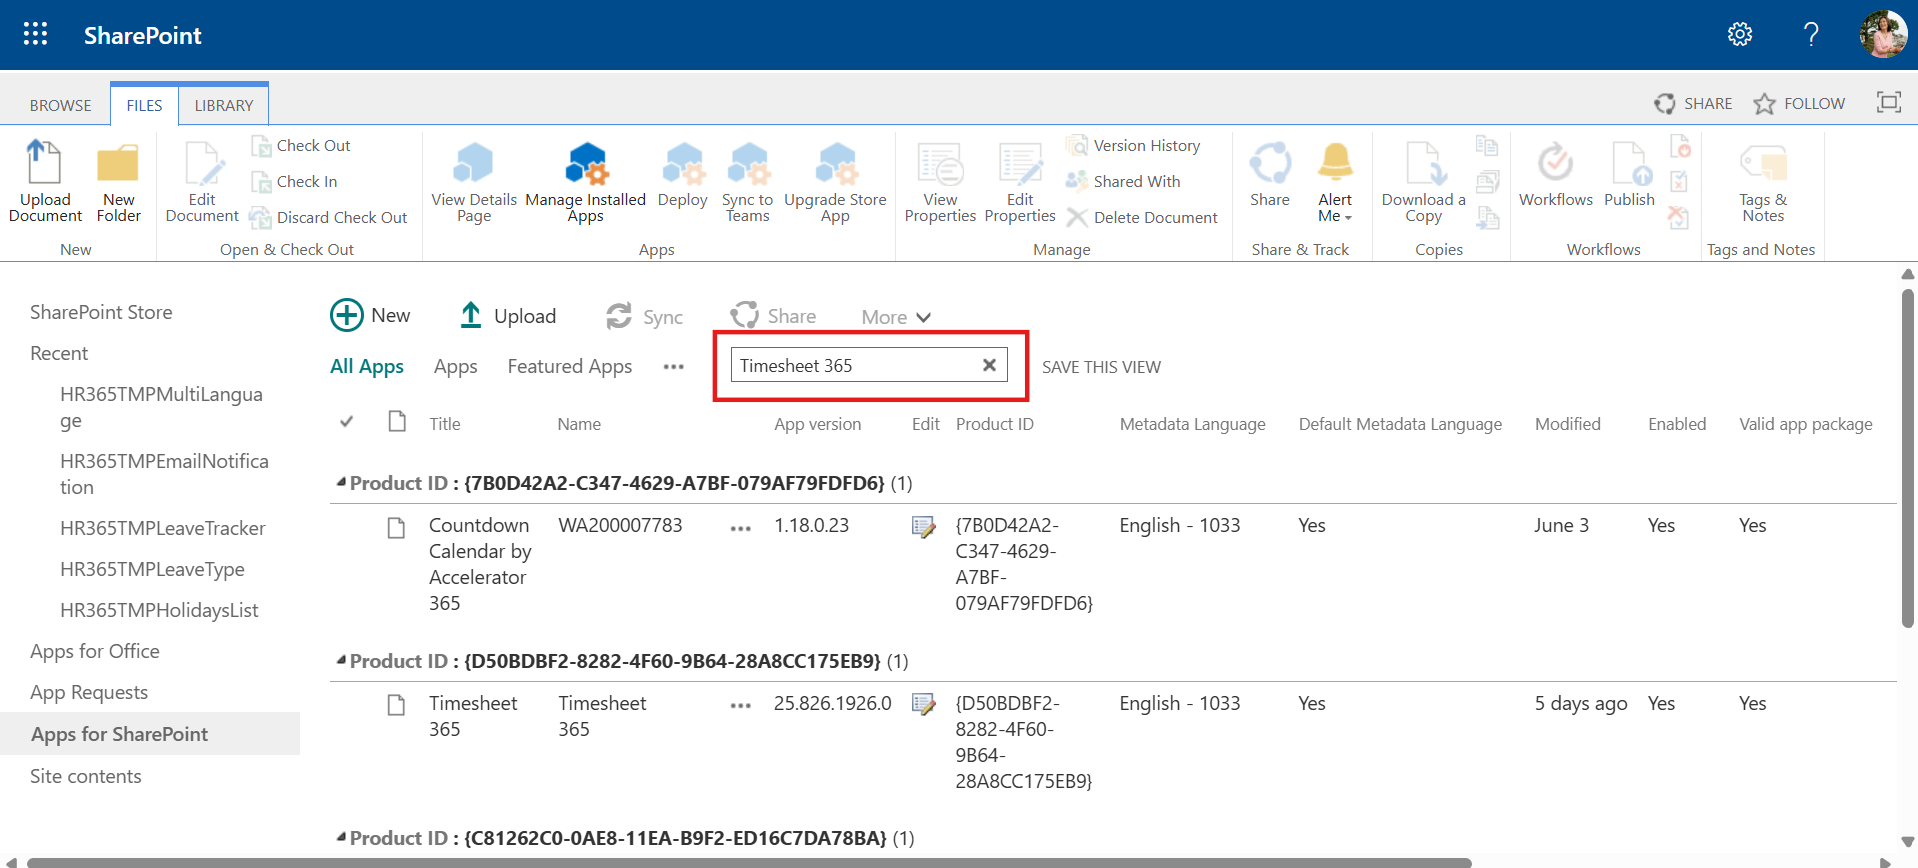 SharePoint
?
BROWSE
FILES
LIBRARY
SHARE
FOLLOW
Upload
Document
New
Folder
New
Edit
Document
Check Out
Check In
Discard Check Out
Open & Check Out
View Details
Page
Manage Installed
Apps
Deploy
Sync to
Teams
Upgrade Store
App
Apps
View
Properties
Edit
Properties
Version History
Shared With
Delete Document
Manage
Share
Alert
Me
Share & Track
Download a
Copy
Copies
Workflows
Publish
Workflows
Tags &
Notes
Tags and Notes
SharePoint Store
Recent
HR365TMPMultiLangua
ge
HR365TMPEmailNotifica
tion
HR365TMPLeaveTracker
HR365TMPLeaveType
HR365TMPHolidaysList
Apps for Office
App Requests
Apps for SharePoint
Site contents
New
Upload
Sync
Share
More
All Apps
Apps
Featured Apps
...
Timesheet 365
SAVE THIS VIEW
Title
Name
App version
Edit
Product ID
Metadata Language
Default Metadata Language
Modified
Enabled
Valid app package
Product ID : {7B0D42A2-C347-4629-A7BF-079AF79FDFD6} (1)
Countdown
Calendar by
Accelerator
365
WA200007783
...
1.18.0.23
{7B0D42A2-
C347-4629-
A7BF-
079AF79FDFD6}
English - 1033
Yes
June 3
Yes
Yes
Product ID : {D50BDBF2-8282-4F60-9B64-28A8CC175EB9} (1)
Timesheet
365
Timesheet
365
...
25.826.1926.0
{D50BDBF2-
8282-4F60-
9B64-
28A8CC175EB9}
English - 1033
Yes
5 days ago
Yes
Yes
Product ID : {C81262C0-0AE8-11EA-B9F2-ED16C7DA78BA} (1)